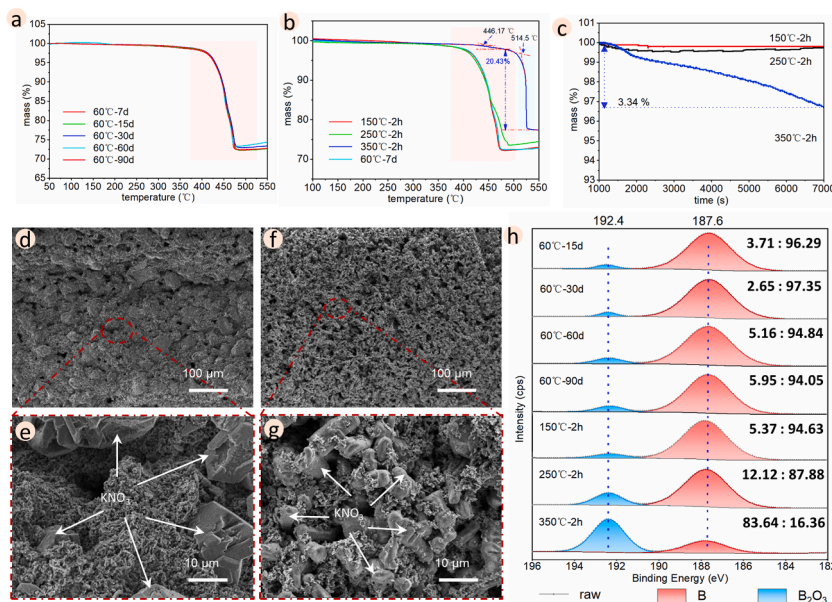 a
mass (%)
100
95
90
85
80
75
70
65
60℃-7d
60℃-15d
60℃-30d
60℃-60d
60℃-90d
50 100 150 200 250 300 350 400 450 500 550
temperature (℃)
b
446.17 ℃
514.5 ℃
20.43%
mass (%)
105
100
95
90
85
80
75
70
150℃-2h
250℃-2h
350℃-2h
60℃-7d
100 150 200 250 300 350 400 450 500 550
temperature(℃)
c
150℃-2h
250℃-2h
3.34 %
350℃-2h
mass (%)
101
100
99
98
97
96
95
94
93
1000 2000 3000 4000 5000 6000 7000
time (s)
d
100 μm
f
100 μm
e
KNO3
10 μm
g
KNO3
10 μm
h
192.4 187.6
60℃-15d 3.71 : 96.29
60℃-30d 2.65 : 97.35
60℃-60d 5.16 : 94.84
60℃-90d 5.95 : 94.05
150℃-2h 5.37 : 94.63
250℃-2h 12.12 : 87.88
350℃-2h 83.64 : 16.36
Intensity (cps)
196 194 192 190 188 186 184 182
Binding Energy (eV)
raw B B2O3